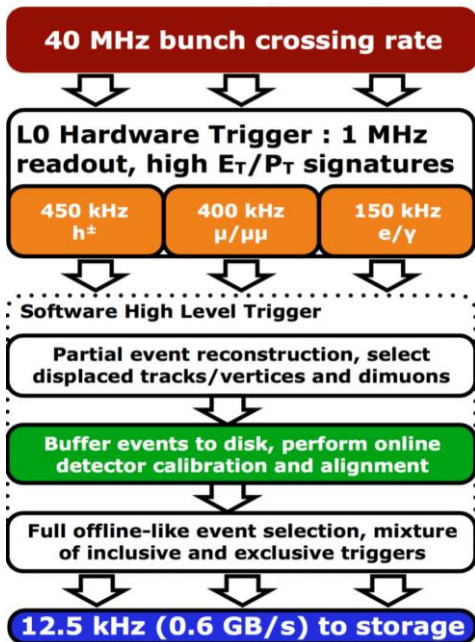 40 MHz bunch crossing rate
L0 Hardware Trigger : 1 MHz
readout, high Eᴛ/Pᴛ signatures
450 kHz
h±
400 kHz
μ/μμ
150 kHz
e/γ
Software High Level Trigger
Partial event reconstruction, select
displaced tracks/vertices and dimuons
Buffer events to disk, perform online
detector calibration and alignment
Full offline-like event selection, mixture
of inclusive and exclusive triggers
12.5 kHz (0.6 GB/s) to storage